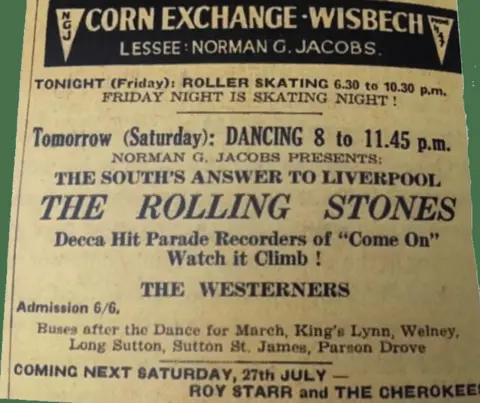 NGJ CORN EXCHANGE · WISBECH
LESSEE: NORMAN G. JACOBS.
TONIGHT (Friday): ROLLER SKATING 6.30 to 10.30 p.m.
FRIDAY NIGHT IS SKATING NIGHT !
Tomorrow (Saturday): DANCING 8 to 11.45 p.m.
NORMAN G. JACOBS PRESENTS:
THE SOUTH'S ANSWER TO LIVERPOOL
THE ROLLING STONES
Decca Hit Parade Recorders of "Come On"
Watch it Climb !
THE WESTERNERS
Admission 6/6.
Buses after the Dance for March, King's Lynn, Welney,
Long Sutton, Sutton St. James, Parson Drove
COMING NEXT SATURDAY, 27th JULY —
ROY STARR and THE CHEROKEE